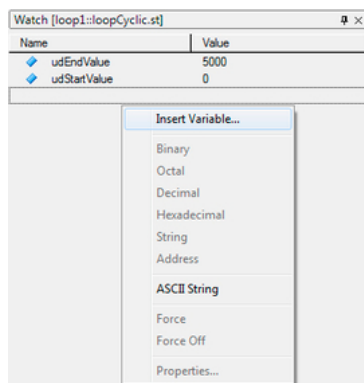 Watch [loop1::loopCyclic.st]
Name Value
udEndValue 5000
udStartValue 0
Insert Variable...
Binary
Octal
Decimal
Hexadecimal
String
Address
ASCII String
Force
Force Off
Properties...